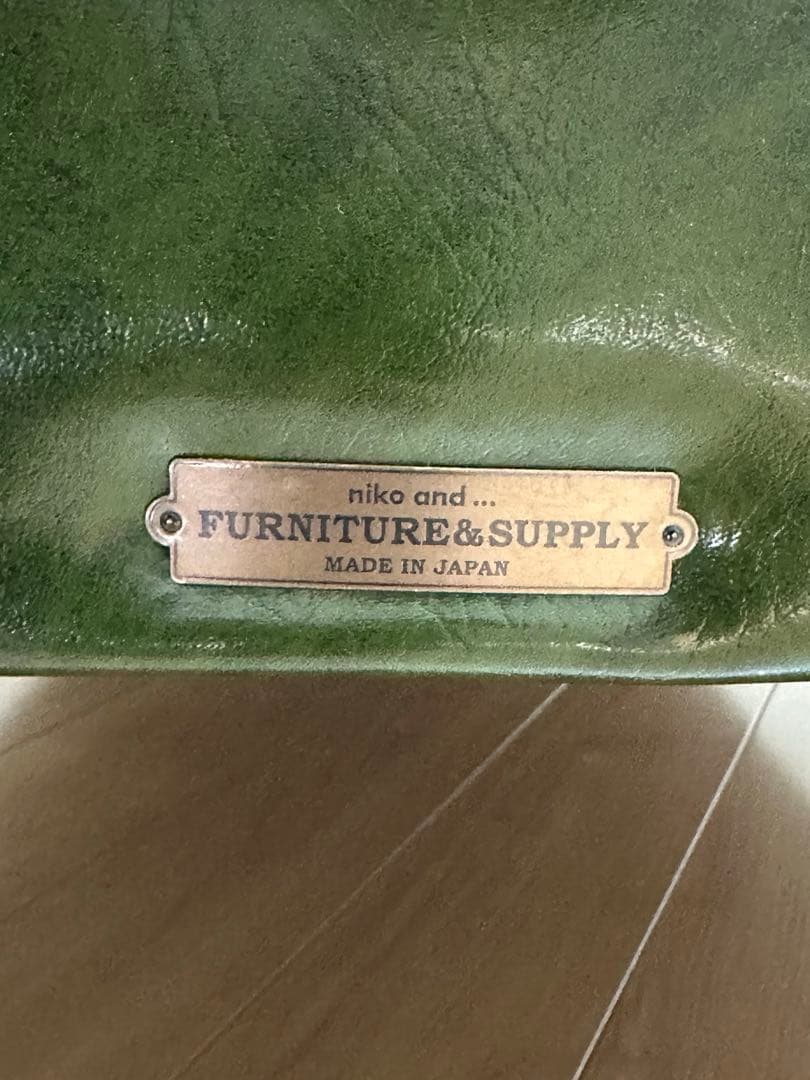 niko and ...
FURNITURE&SUPPLY
MADE IN JAPAN